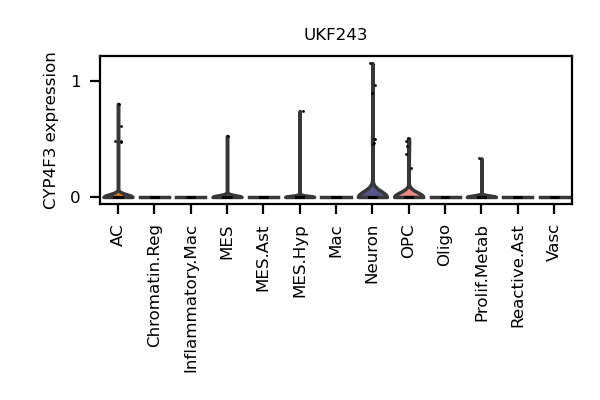 UKF243
CYP4F3 expression
1
0
AC
Chromatin.Reg
Inflammatory.Mac
MES
MES.Ast
MES.Hyp
Mac
Neuron
OPC
Oligo
Prolif.Metab
Reactive.Ast
Vasc